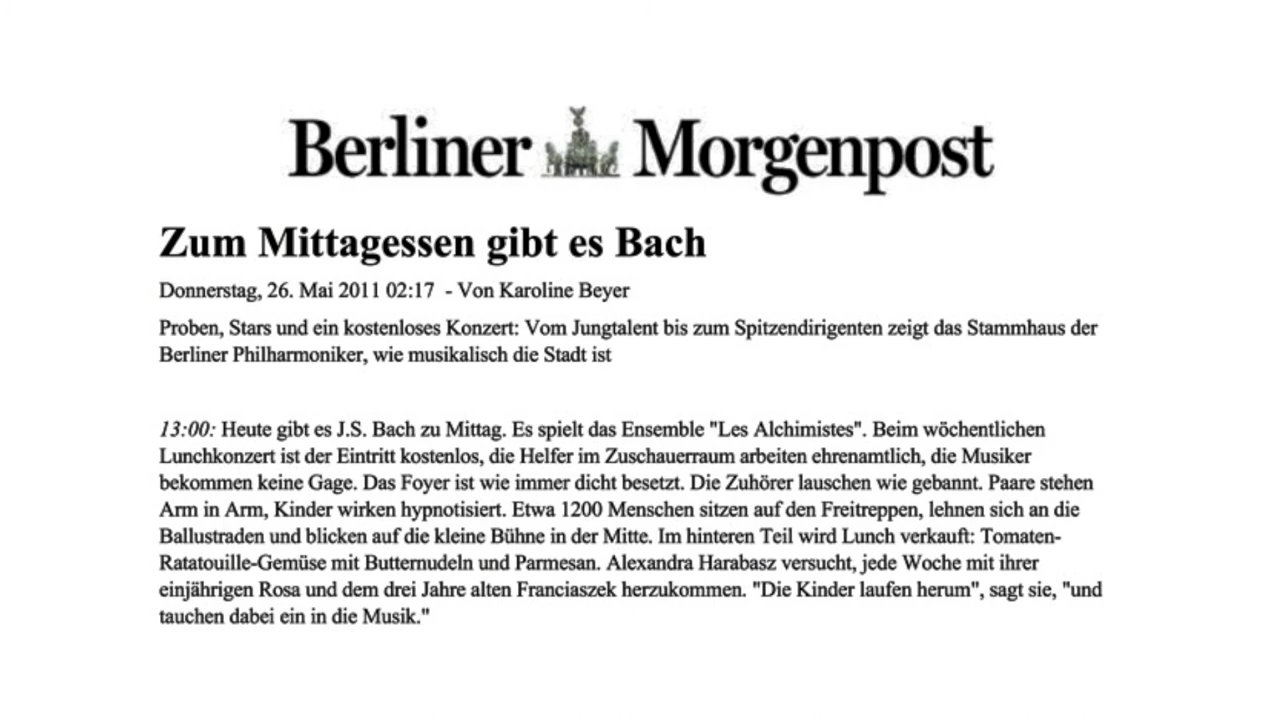 Berliner Morgenpost
Zum Mittagessen gibt es Bach
Donnerstag, 26. Mai 2011 02:17 - Von Karoline Beyer
Proben, Stars und ein kostenloses Konzert: Vom Jungtalent bis zum Spitzendirigenten zeigt das Stammhaus der
Berliner Philharmoniker, wie musikalisch die Stadt ist
13:00: Heute gibt es J.S. Bach zu Mittag. Es spielt das Ensemble "Les Alchimistes". Beim wöchentlichen
Lunchkonzert ist der Eintritt kostenlos, die Helfer im Zuschauerraum arbeiten ehrenamtlich, die Musiker
bekommen keine Gage. Das Foyer ist wie immer dicht besetzt. Die Zuhörer lauschen wie gebannt. Paare stehen
Arm in Arm, Kinder wirken hypnotisiert. Etwa 1200 Menschen sitzen auf den Freitreppen, lehnen sich an die
Ballustraden und blicken auf die kleine Bühne in der Mitte. Im hinteren Teil wird Lunch verkauft: Tomaten-
Ratatouille-Gemüse mit Butternudeln und Parmesan. Alexandra Harabasz versucht, jede Woche mit ihrer
einjährigen Rosa und dem drei Jahre alten Franciaszek herzukommen. "Die Kinder laufen herum", sagt sie, "und
tauchen dabei ein in die Musik."